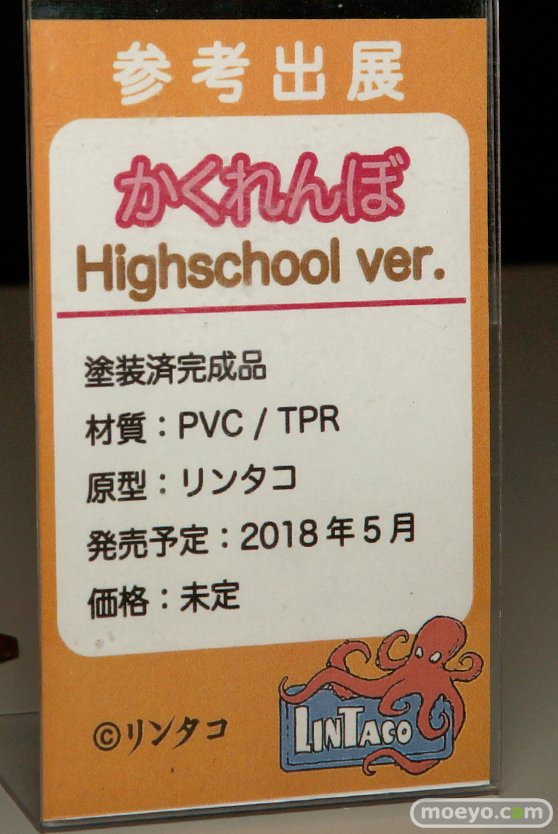 参考出展
かくれんぼ
Highschool ver.
塗装済完成品
材質：PVC / TPR
原型：リンタコ
発売予定：2018年5月
価格：未定
©リンタコ
LINTACO
moeyo.com